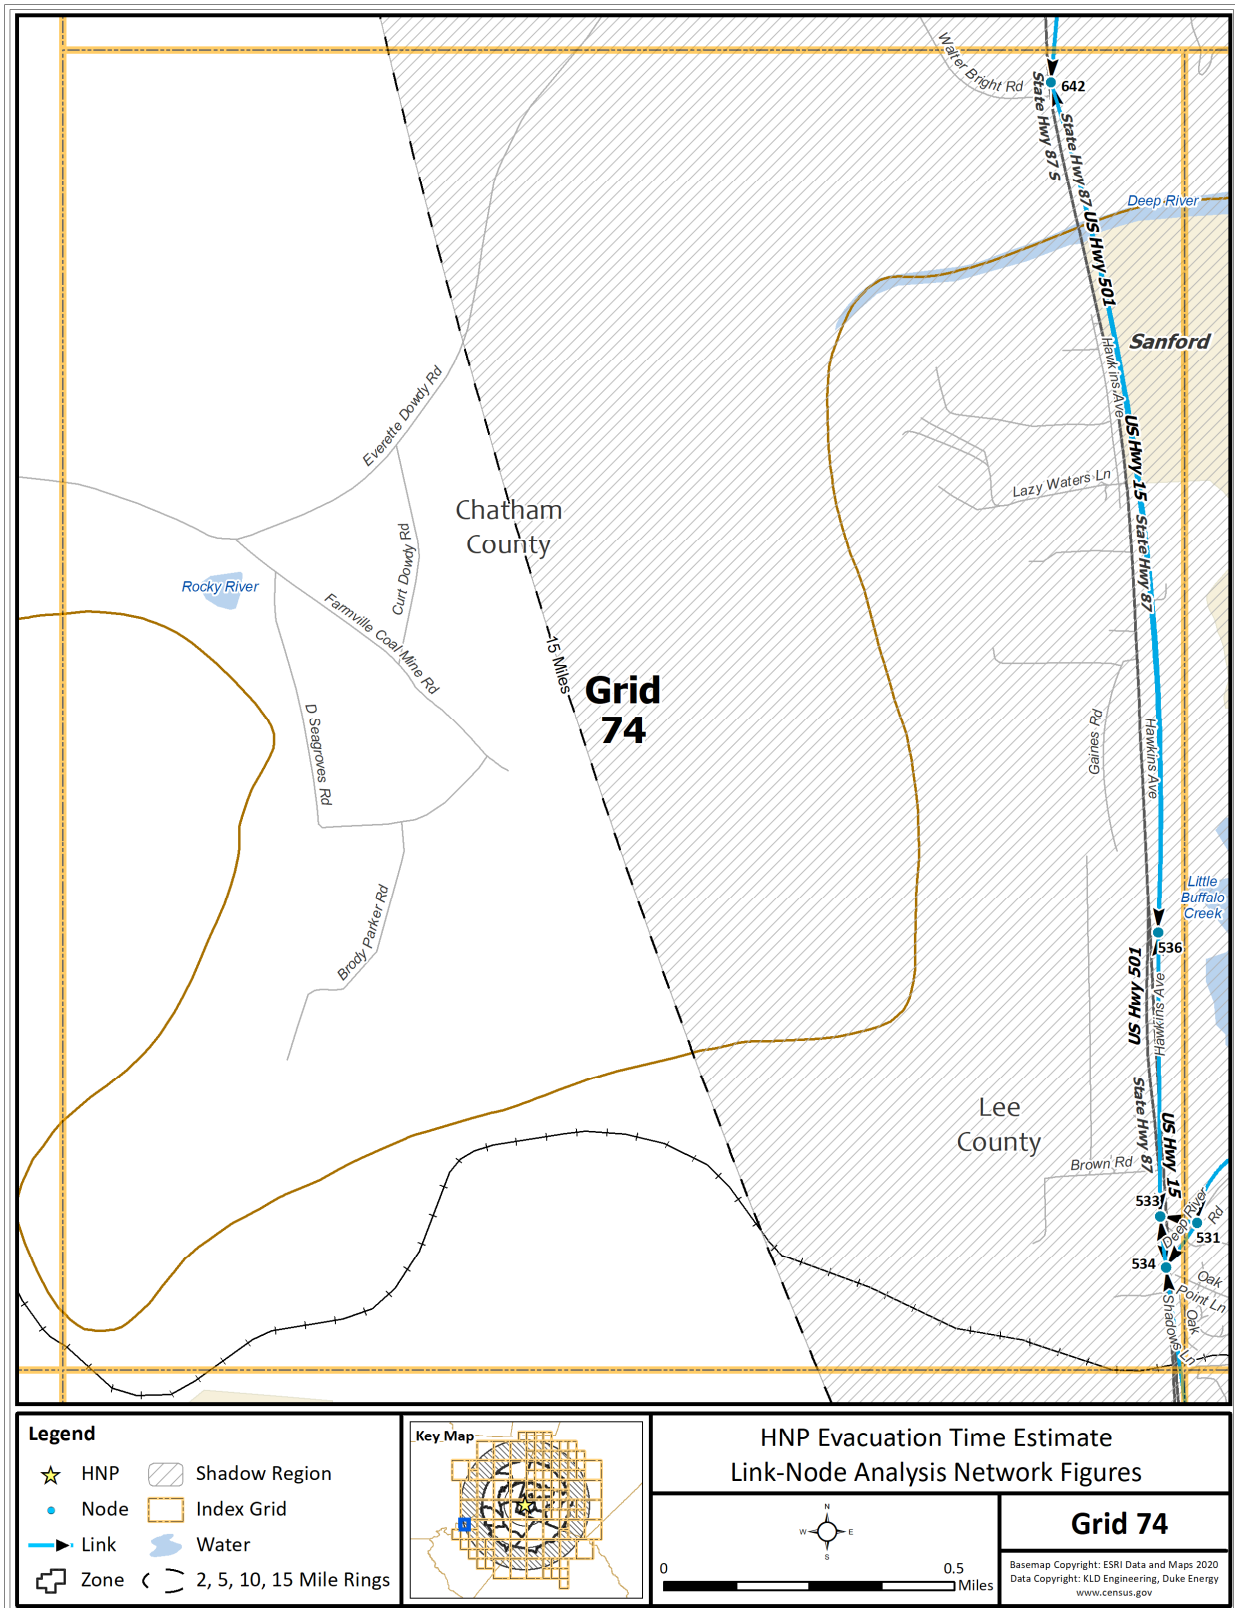 Walter Bright Rd
642
State Hwy 87 S
State Hwy 87
US Hwy 501
Deep River
Sanford
Hawkins Ave
Everette Dowdy Rd
US Hwy 15
Lazy Waters Ln
Chatham
County
State Hwy 87
Curt Dowdy Rd
Rocky River
Farmville Coal Mine Rd
15 Miles
Grid
74
D Seagroves Rd
Gaines Rd
Hawkins Ave
Little
Buffalo
Creek
Brody Parker Rd
536
US Hwy 501
Hawkins Ave
Lee
County
State Hwy 87
US Hwy 15
Brown Rd
533
Deep River
Rd
531
534
Oak
Point Ln
Shadows Ln
Oak
Legend
HNP
Shadow Region
Node
Index Grid
Link
Water
Zone
2, 5, 10, 15 Mile Rings
Key Map
HNP Evacuation Time Estimate
Link-Node Analysis Network Figures
N
W E
S
0 0.5
Miles
Grid 74
Basemap Copyright: ESRI Data and Maps 2020
Data Copyright: KLD Engineering, Duke Energy
www.census.gov